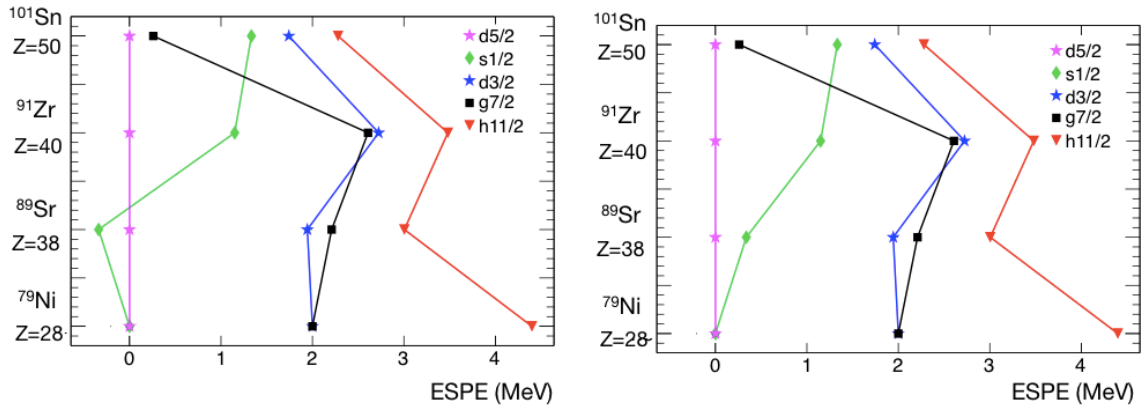 ¹⁰¹Sn
Z=50
⁹¹Zr
Z=40
⁸⁹Sr
Z=38
⁷⁹Ni
Z=28
d5/2
s1/2
d3/2
g7/2
h11/2
0 1 2 3 4
ESPE (MeV)
¹⁰¹Sn
Z=50
⁹¹Zr
Z=40
⁸⁹Sr
Z=38
⁷⁹Ni
Z=28
d5/2
s1/2
d3/2
g7/2
h11/2
0 1 2 3 4
ESPE (MeV)